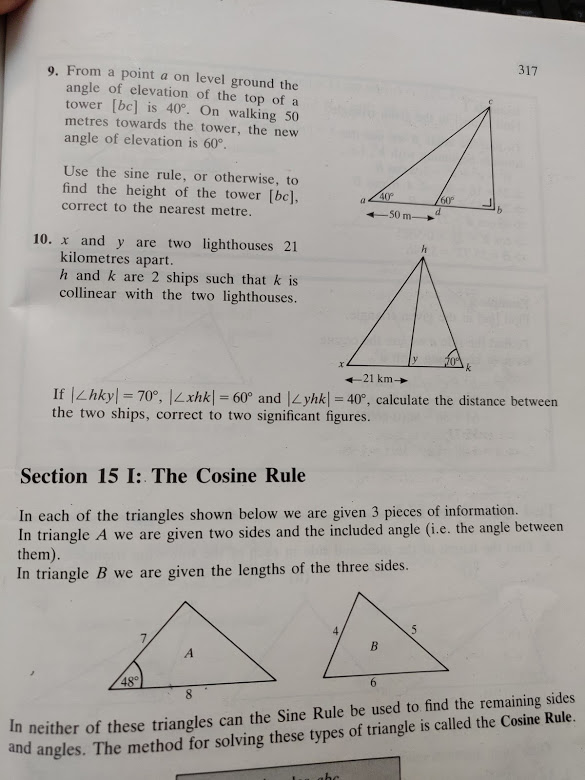 317
9. From a point a on level ground the
angle of elevation of the top of a
tower [bc] is 40°. On walking 50
metres towards the tower, the new
angle of elevation is 60°.
Use the sine rule, or otherwise, to
find the height of the tower [bc],
correct to the nearest metre.
c
a
40°
60°
b
50 m
d
10. x and y are two lighthouses 21
kilometres apart.
h and k are 2 ships such that k is
collinear with the two lighthouses.
h
x
y
70°
k
21 km
If |∠hky| = 70°, |∠xhk| = 60° and |∠yhk| = 40°, calculate the distance between
the two ships, correct to two significant figures.
Section 15 I: The Cosine Rule
In each of the triangles shown below we are given 3 pieces of information.
In triangle A we are given two sides and the included angle (i.e. the angle between
them).
In triangle B we are given the lengths of the three sides.
7
A
48°
8
4
5
B
6
In neither of these triangles can the Sine Rule be used to find the remaining sides
and angles. The method for solving these types of triangle is called the Cosine Rule.